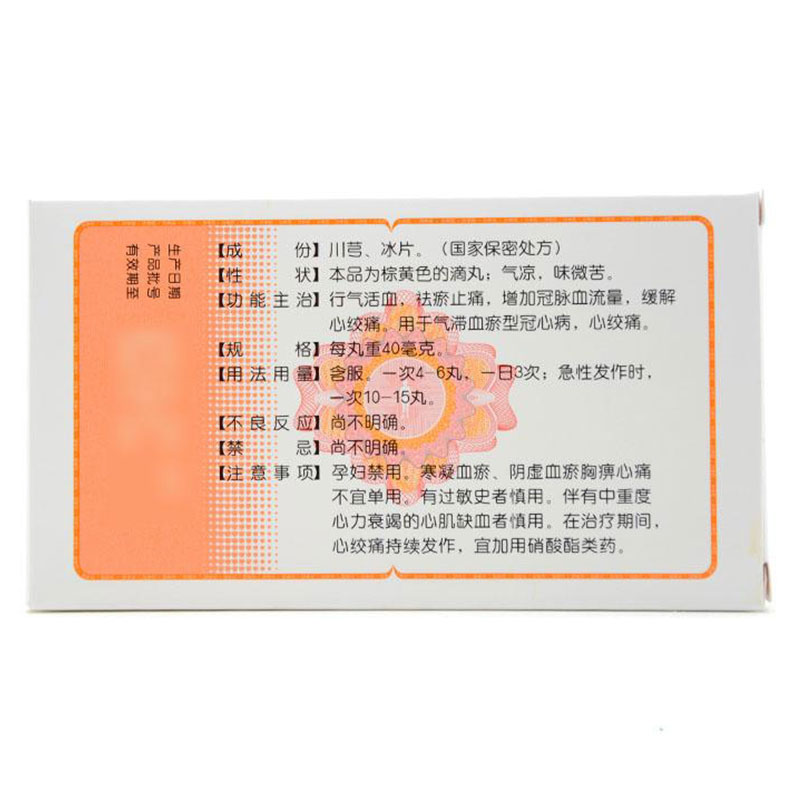 生产日期
产品批号
有效期至
【成份】川芎、冰片。（国家保密处方）
【性状】本品为棕黄色的滴丸；气凉，味微苦。
【功能主治】行气活血，祛瘀止痛，增加冠脉血流量，缓解
心绞痛。用于气滞血瘀型冠心病，心绞痛。
【规格】每丸重40毫克。
【用法用量】含服。一次4-6丸，一日3次；急性发作时，
一次10-15丸。
【不良反应】尚不明确。
【禁忌】尚不明确。
【注意事项】孕妇禁用。寒凝血瘀、阴虚血瘀胸痹心痛
不宜单用。有过敏史者慎用。伴有中重度
心力衰竭的心肌缺血者慎用。在治疗期间，
心绞痛持续发作，宜加用硝酸酯类药。